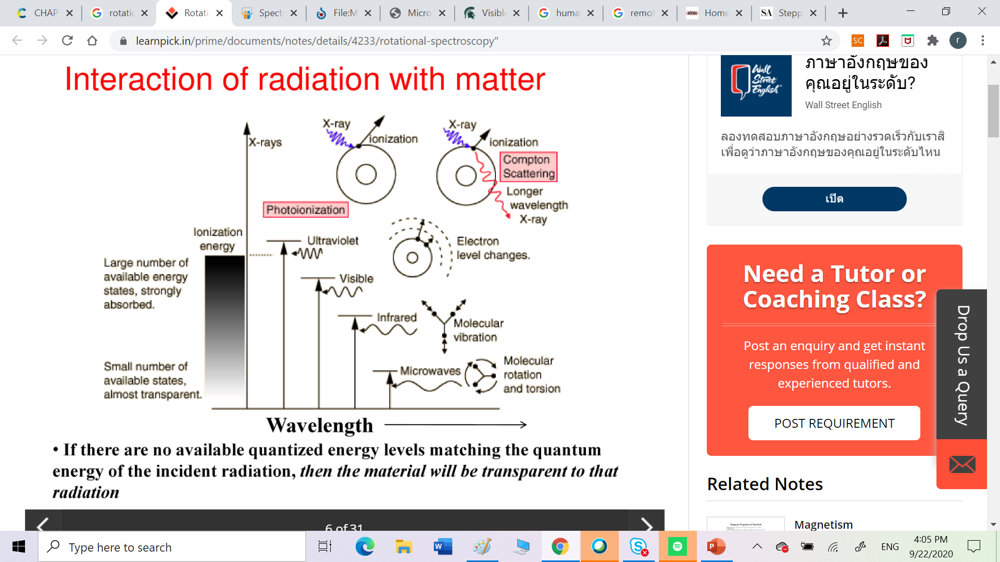 CHAP
rotatio
Rotati
Spect
File:M
Micro
Visible
huma
remot
Home
SA
Stepp
learnpick.in/prime/documents/notes/details/4233/rotational-spectroscopy"
SC
r
Interaction of radiation with matter
X-rays
X-ray
ionization
X-ray
ionization
Compton
Scattering
Longer
wavelength
X-ray
Photoionization
Ionization
energy
Ultraviolet
Electron
level changes.
Large number of
available energy
states, strongly
absorbed.
Visible
Infrared
Molecular
vibration
Small number of
available states,
almost transparent.
Microwaves
Molecular
rotation
and torsion
Wavelength
• If there are no available quantized energy levels matching the quantum
energy of the incident radiation, then the material will be transparent to that
radiation
6 of 31
Wall
Street
English
ภาษาอังกฤษของ
คุณอยู่ในระดับ?
Wall Street English
ลองทดสอบภาษาอังกฤษอย่างรวดเร็วกับเราสิ
เพื่อดูว่าภาษาอังกฤษของคุณอยู่ในระดับไหน
เปิด
Need a Tutor or
Coaching Class?
Post an enquiry and get instant
responses from qualified and
experienced tutors.
POST REQUIREMENT
Drop Us a Query
Related Notes
Magnetic Properties of Materials
Magnetism
Type here to search
ENG
4:05 PM
9/22/2020